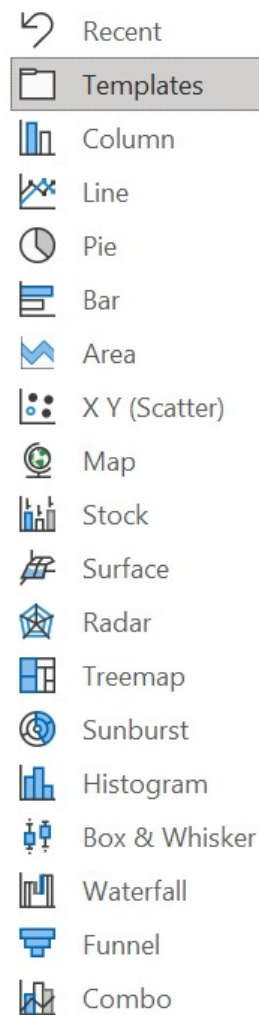 Recent
Templates
Column
Line
Pie
Bar
Area
X Y (Scatter)
Map
Stock
Surface
Radar
Treemap
Sunburst
Histogram
Box & Whisker
Waterfall
Funnel
Combo